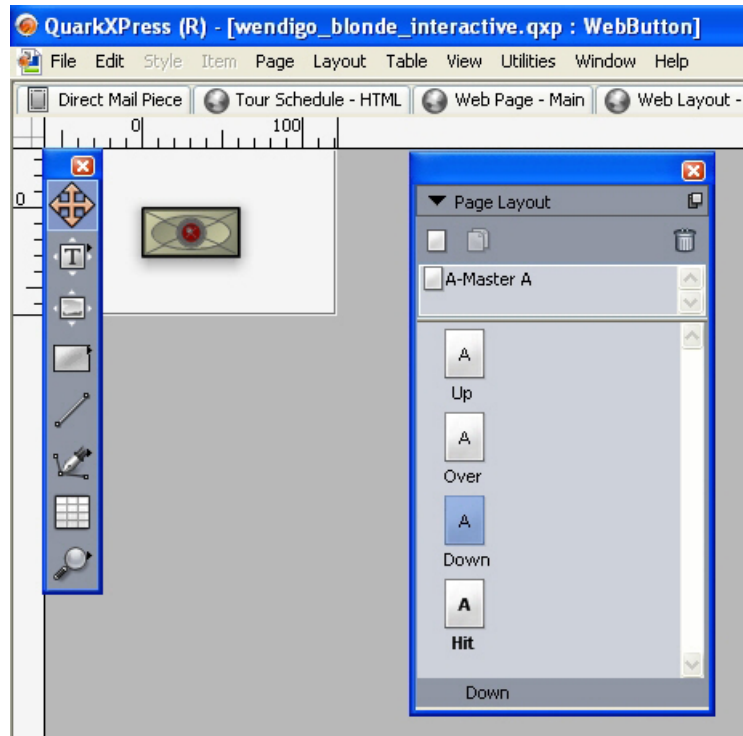 QuarkXPress (R) - [wendigo_blonde_interactive.qxp : WebButton]
File Edit Style Item Page Layout Table View Utilities Window Help
Direct Mail Piece Tour Schedule - HTML Web Page - Main Web Layout -
0 100
0
T
Page Layout
A-Master A
A
Up
A
Over
A
Down
A
Hit
Down